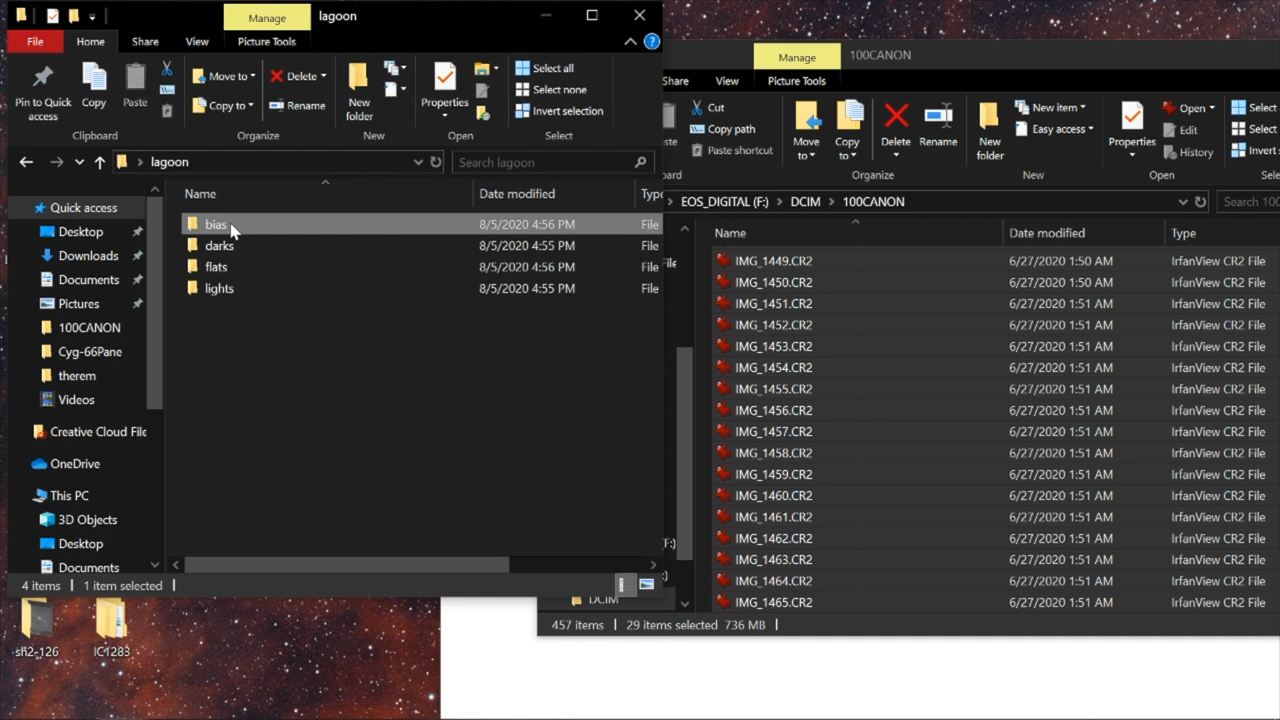 Manage
lagoon
File
Home
Share
View
Picture Tools
Pin to Quick access
Copy
Paste
Move to
Copy to
Delete
Rename
New folder
Properties
Select all
Select none
Invert selection
Clipboard
Organize
New
Open
Select
lagoon
Search lagoon
Name
Date modified
Type
bias
8/5/2020 4:56 PM
File
darks
8/5/2020 4:55 PM
File
flats
8/5/2020 4:56 PM
File
lights
8/5/2020 4:55 PM
File
Quick access
Desktop
Downloads
Documents
Pictures
100CANON
Cyg-66Pane
therem
Videos
Creative Cloud File
OneDrive
This PC
3D Objects
Desktop
Documents
4 items
1 item selected
sh2-126
IC1283
Manage
100CANON
Share
View
Picture Tools
Cut
Copy path
Paste shortcut
Move to
Copy to
Delete
Rename
New folder
New item
Easy access
Properties
Open
Edit
History
Select
Select
Invert s
Organize
New
Open
EOS_DIGITAL (F:)
DCIM
100CANON
Search 100
Name
Date modified
Type
IMG_1449.CR2 6/27/2020 1:50 AM IrfanView CR2 File
IMG_1450.CR2 6/27/2020 1:50 AM IrfanView CR2 File
IMG_1451.CR2 6/27/2020 1:51 AM IrfanView CR2 File
IMG_1452.CR2 6/27/2020 1:51 AM IrfanView CR2 File
IMG_1453.CR2 6/27/2020 1:51 AM IrfanView CR2 File
IMG_1454.CR2 6/27/2020 1:51 AM IrfanView CR2 File
IMG_1455.CR2 6/27/2020 1:51 AM IrfanView CR2 File
IMG_1456.CR2 6/27/2020 1:51 AM IrfanView CR2 File
IMG_1457.CR2 6/27/2020 1:51 AM IrfanView CR2 File
IMG_1458.CR2 6/27/2020 1:51 AM IrfanView CR2 File
IMG_1459.CR2 6/27/2020 1:51 AM IrfanView CR2 File
IMG_1460.CR2 6/27/2020 1:51 AM IrfanView CR2 File
IMG_1461.CR2 6/27/2020 1:51 AM IrfanView CR2 File
IMG_1462.CR2 6/27/2020 1:51 AM IrfanView CR2 File
IMG_1463.CR2 6/27/2020 1:51 AM IrfanView CR2 File
IMG_1464.CR2 6/27/2020 1:51 AM IrfanView CR2 File
IMG_1465.CR2 6/27/2020 1:51 AM IrfanView CR2 File
(F:)
DCIM
457 items
29 items selected 736 MB